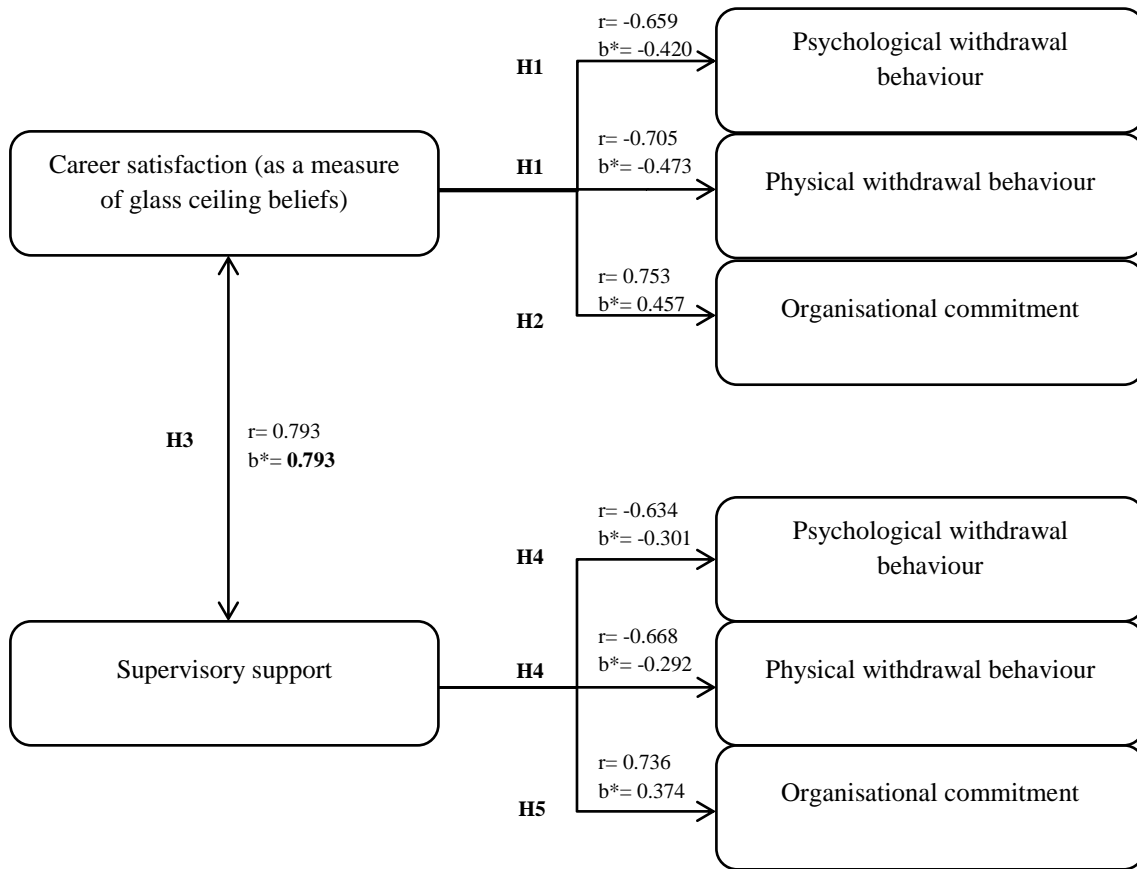 r= -0.659
b*= -0.420
H1
Psychological withdrawal
behaviour
Career satisfaction (as a measure
of glass ceiling beliefs)
H1
r= -0.705
b*= -0.473
Physical withdrawal behaviour
r= 0.753
b*= 0.457
H2
Organisational commitment
H3
r= 0.793
b*= 0.793
r= -0.634
b*= -0.301
H4
Psychological withdrawal
behaviour
Supervisory support
H4
r= -0.668
b*= -0.292
Physical withdrawal behaviour
r= 0.736
b*= 0.374
H5
Organisational commitment